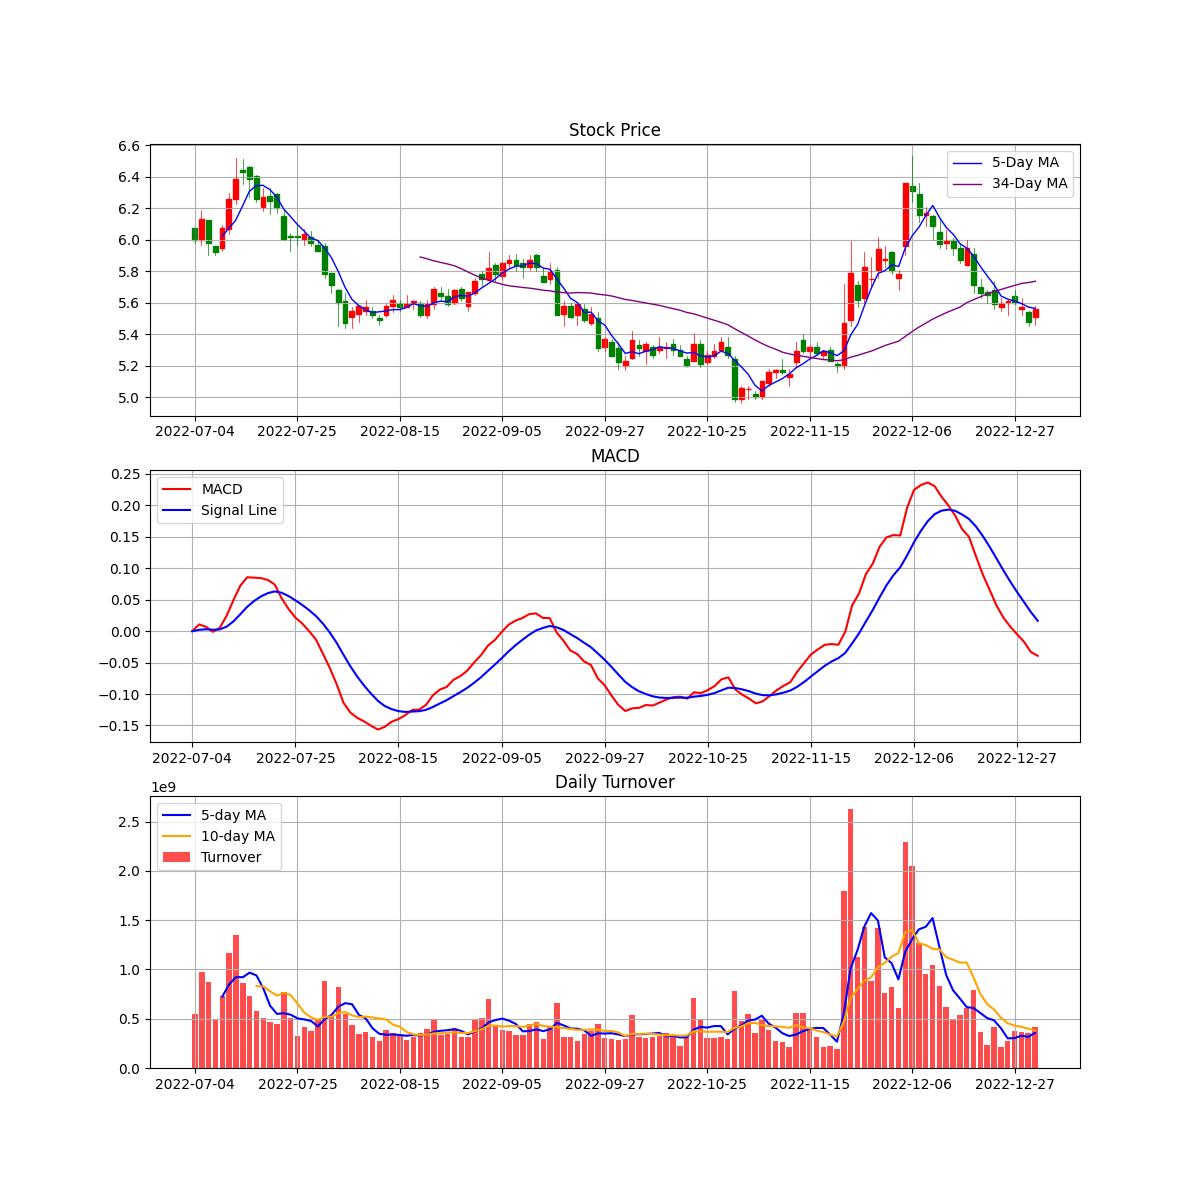 Stock Price
6.6
6.4
6.2
6.0
5.8
5.6
5.4
5.2
5.0
5-Day MA
34-Day MA
2022-07-04 2022-07-25 2022-08-15 2022-09-05 2022-09-27 2022-10-25 2022-11-15 2022-12-06 2022-12-27
MACD
0.25
0.20
0.15
0.10
0.05
0.00
−0.05
−0.10
−0.15
MACD
Signal Line
2022-07-04 2022-07-25 2022-08-15 2022-09-05 2022-09-27 2022-10-25 2022-11-15 2022-12-06 2022-12-27
Daily Turnover
1e9
2.5
2.0
1.5
1.0
0.5
0.0
5-day MA
10-day MA
Turnover
2022-07-04 2022-07-25 2022-08-15 2022-09-05 2022-09-27 2022-10-25 2022-11-15 2022-12-06 2022-12-27